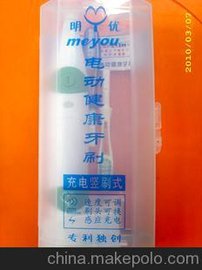 明优
meyou
电动健康牙刷
充电竖刷式
速度可调
刷头可换
感应充电
专利独创
2010/03/07
china.makepolo.com